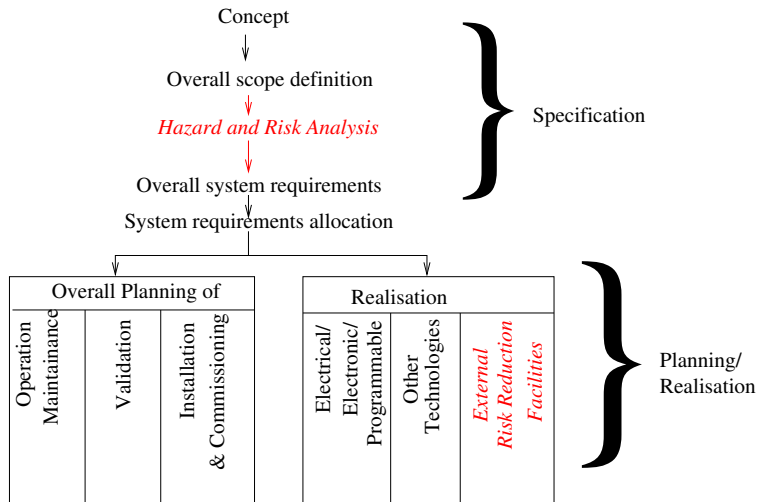 Concept
Overall scope definition
Hazard and Risk Analysis
Overall system requirements
System requirements allocation
Specification
Overall Planning of
Operation
Maintainance
Validation
Installation
& Commissioning
Realisation
Electrical/
Electronic/
Programmable
Other
Technologies
External
Risk Reduction
Facilities
Planning/
Realisation